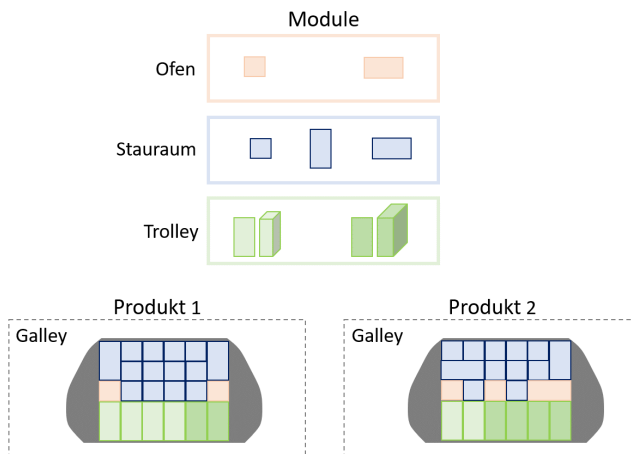 Module
Ofen
Stauraum
Trolley
Produkt 1
Produkt 2
Galley
Galley